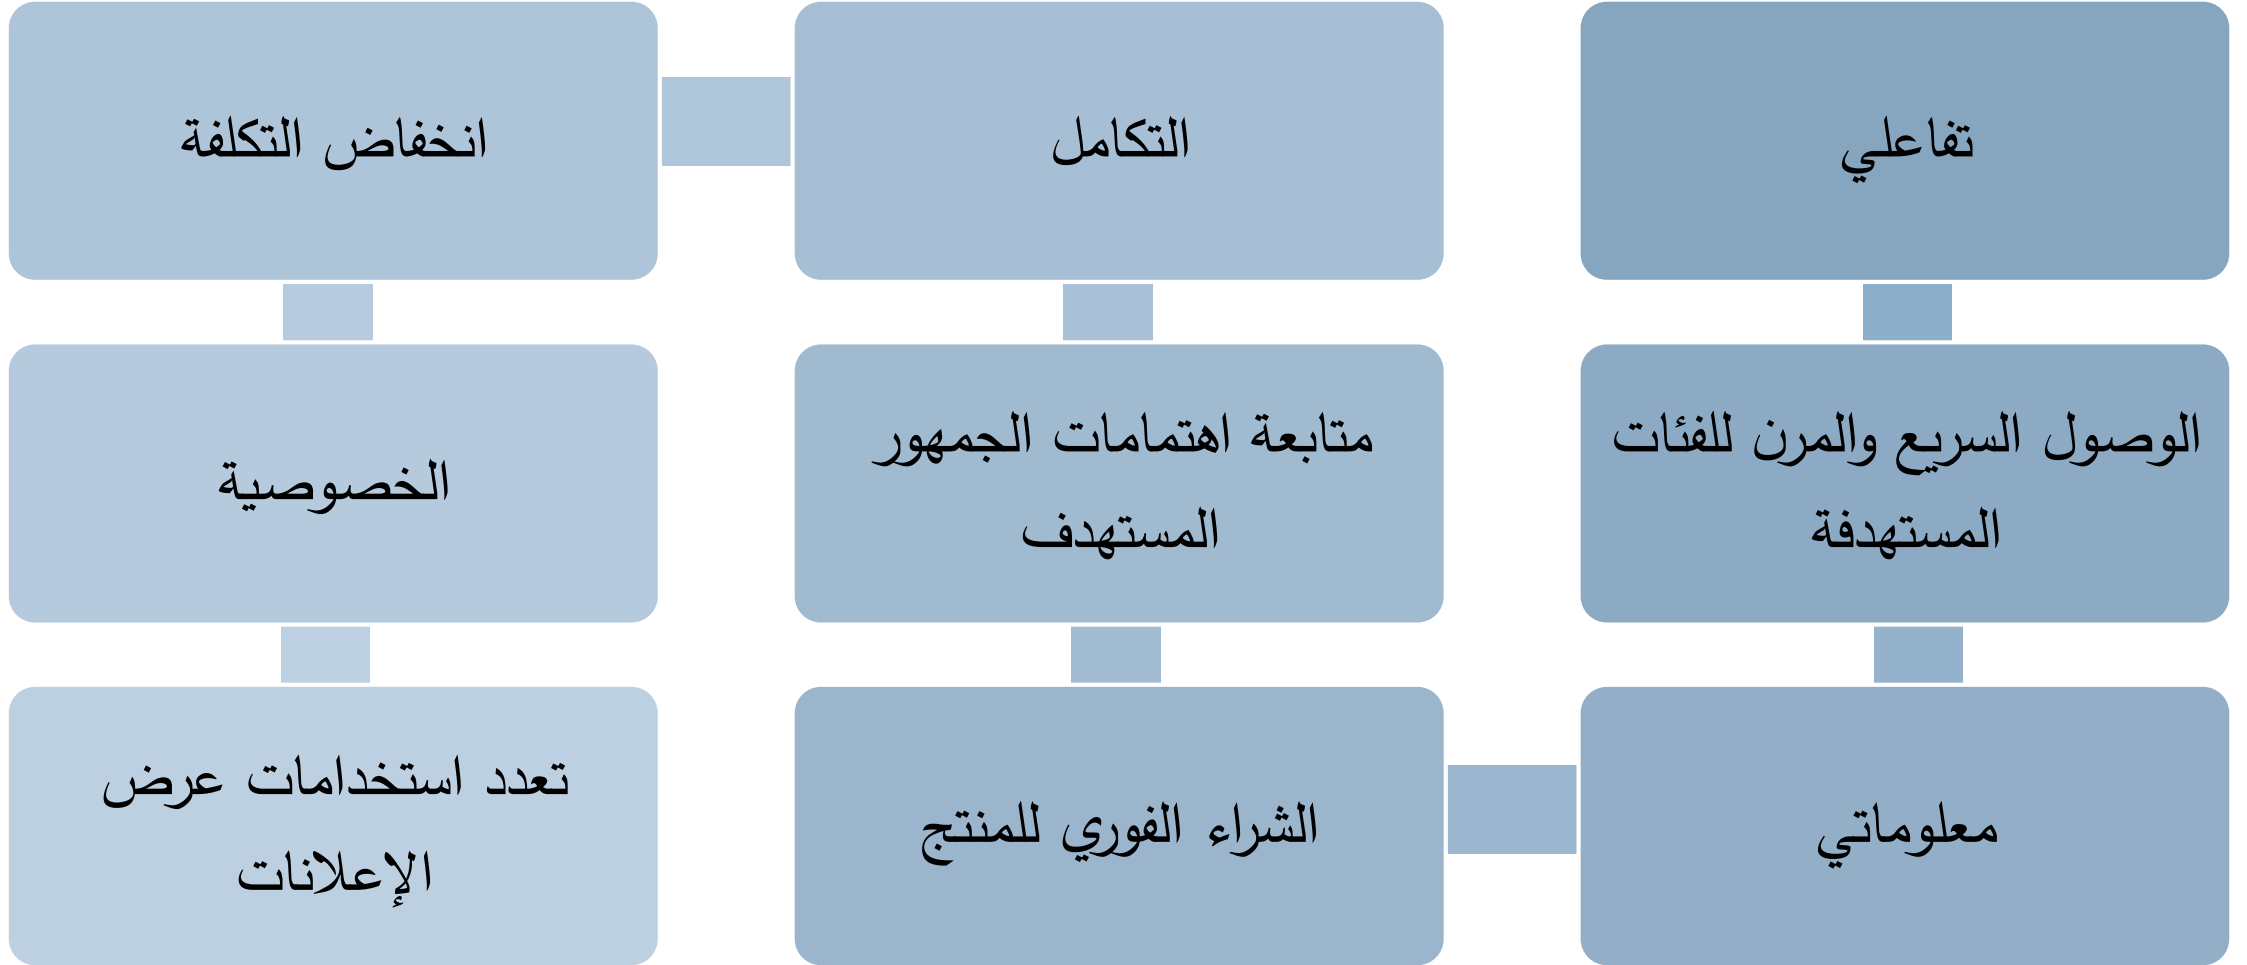 تفاعلي
الوصول السريع والمرن للفئات
المستهدفة
معلوماتي
الشراء الفوري للمنتج
متابعة اهتمامات الجمهور
المستهدف
التكامل
انخفاض التكلفة
الخصوصية
تعدد استخدامات عرض
الإعلانات